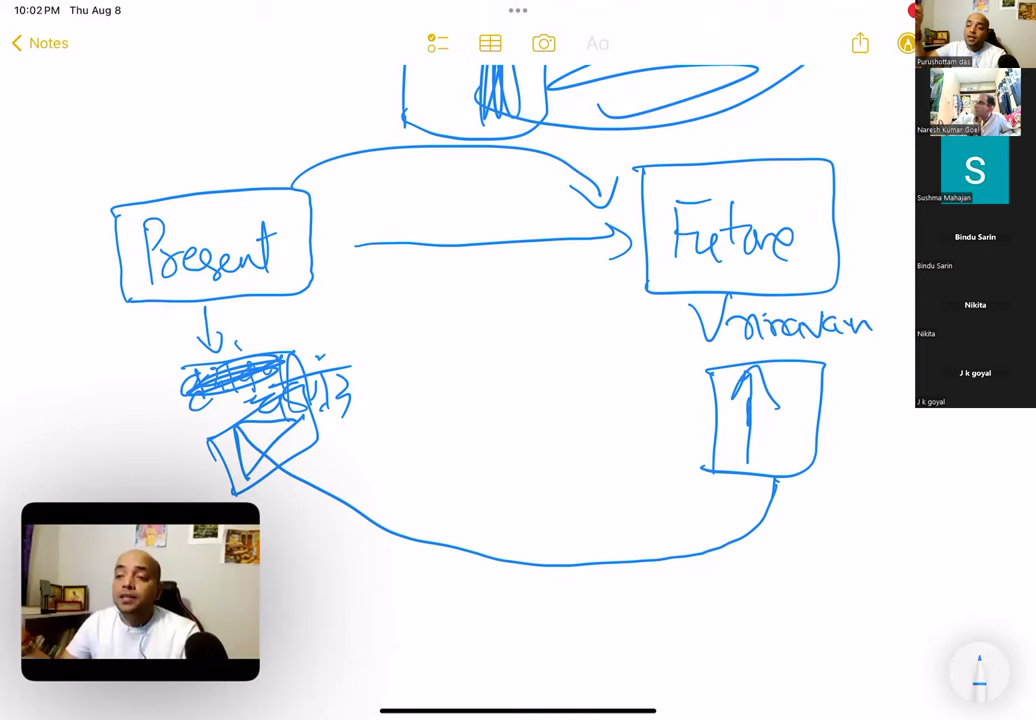 10:02 PM Thu Aug 8
Notes
Aa
Purushottam das
Naresh Kumar Goel
S
Sushma Mahajan
Bindu Sarin
Bindu Sarin
Nikita
Nikita
J k goyal
J k goyal
Present
Future